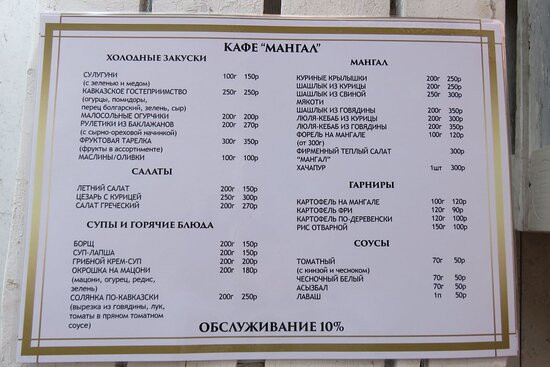 КАФЕ “МАНГАЛ”
ХОЛОДНЫЕ ЗАКУСКИ
СУЛУГУНИ 100г 150р
(с зеленью и медом)
КАВКАЗСКОЕ ГОСТЕПРИИМСТВО 250г 250р
(огурцы, помидоры,
перец болгарский, зелень, сыр)
МАЛОСОЛЬНЫЕ ОГУРЧИКИ 200г 200р
РУЛЕТИКИ ИЗ БАКЛАЖАНОВ 200г 270р
(с сырно-ореховой начинкой)
ФРУКТОВАЯ ТАРЕЛКА 300г 350р
(фрукты в ассортименте)
МАСЛИНЫ/ОЛИВКИ 100г 100р
САЛАТЫ
ЛЕТНИЙ САЛАТ 200г 150р
ЦЕЗАРЬ С КУРИЦЕЙ 250г 300р
САЛАТ ГРЕЧЕСКИЙ 200г 270р
СУПЫ И ГОРЯЧИЕ БЛЮДА
БОРЩ 200г 150р
СУП-ЛАПША 200г 150р
ГРИБНОЙ КРЕМ-СУП 200г 200р
ОКРОШКА НА МАЦОНИ 200г 180р
(мацони, огурец, редис,
зелень)
СОЛЯНКА ПО-КАВКАЗСКИ 200г 250р
(вырезка из говядины, лук,
томаты в пряном томатном
соусе)
МАНГАЛ
КУРИНЫЕ КРЫЛЫШКИ 200г 250р
ШАШЛЫК ИЗ КУРИЦЫ 200г 250р
ШАШЛЫК ИЗ СВИНОЙ 250г 300р
МЯКОТИ
ШАШЛЫК ИЗ ГОВЯДИНЫ 200г 350р
ЛЮЛЯ-КЕБАБ ИЗ КУРИЦЫ 200г 300р
ЛЮЛЯ-КЕБАБ ИЗ ГОВЯДИНЫ 200г 350р
ФОРЕЛЬ НА МАНГАЛЕ 100г 120р
(от 300г)
ФИРМЕННЫЙ ТЕПЛЫЙ САЛАТ 300р
"МАНГАЛ"
ХАЧАПУР 1шт 300р
ГАРНИРЫ
КАРТОФЕЛЬ НА МАНГАЛЕ 100г 120р
КАРТОФЕЛЬ ФРИ 120г 90р
КАРТОФЕЛЬ ПО-ДЕРЕВЕНСКИ 120г 100р
РИС ОТВАРНОЙ 150г 100р
СОУСЫ
ТОМАТНЫЙ 70г 50р
(с кинзой и чесноком)
ЧЕСНОЧНЫЙ БЕЛЫЙ 70г 50р
АСЫЗБАЛ 70г 50р
ЛАВАШ 1п 50р
ОБСЛУЖИВАНИЕ 10%